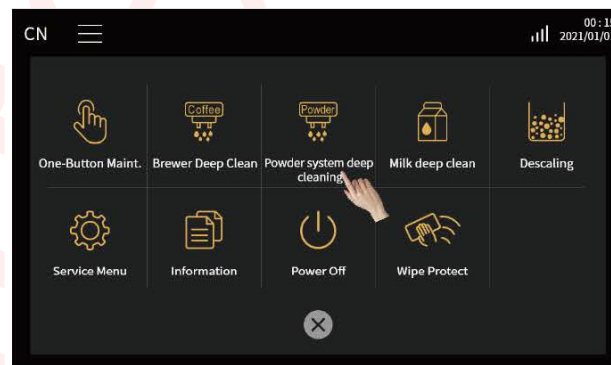 CN
00:15
2021/01/0
Coffee
Powder
One-Button Maint.
Brewer Deep Clean
Powder system deep
cleaning
Milk deep clean
Descaling
Service Menu
Information
Power Off
Wipe Protect